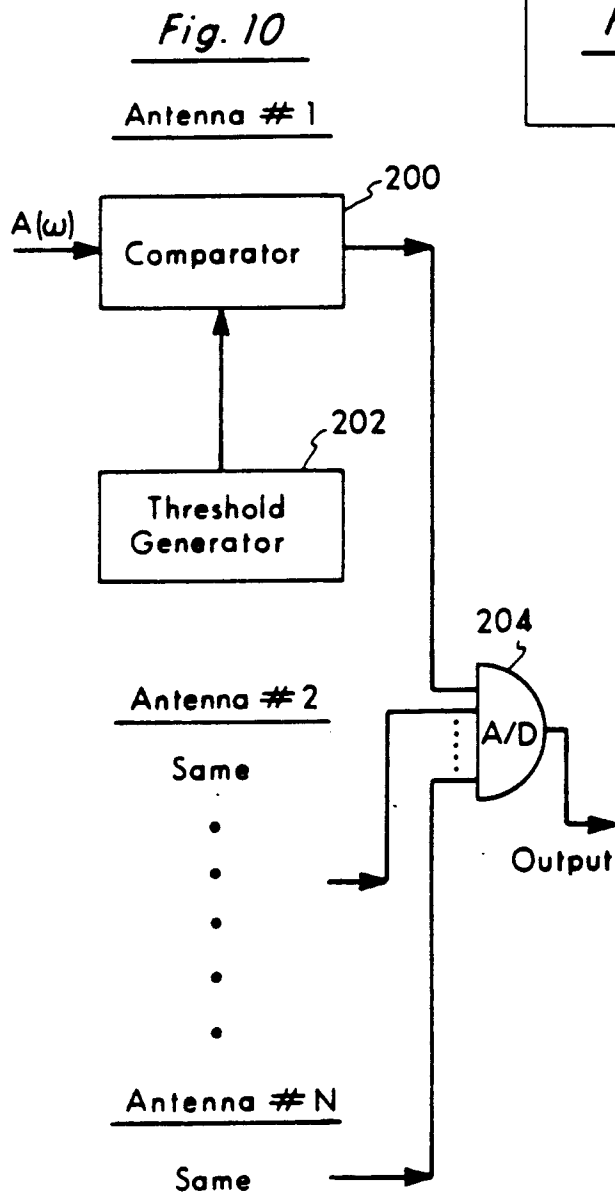 Fig. 10
Antenna # 1
200
A(ω)
Comparator
202
Threshold
Generator
204
Antenna # 2
A/D
Same
Output
Antenna # N
Same